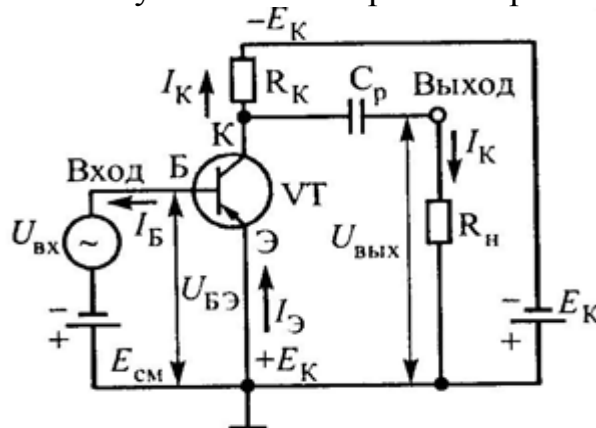 −E_К
I_К
R_К
C_р
Выход
К
I_К
Вход
Б
VT
U_вх
~
I_Б
Э
U_вых
R_н
U_БЭ
I_Э
−
+
E_см
+E_К
−
+
E_К